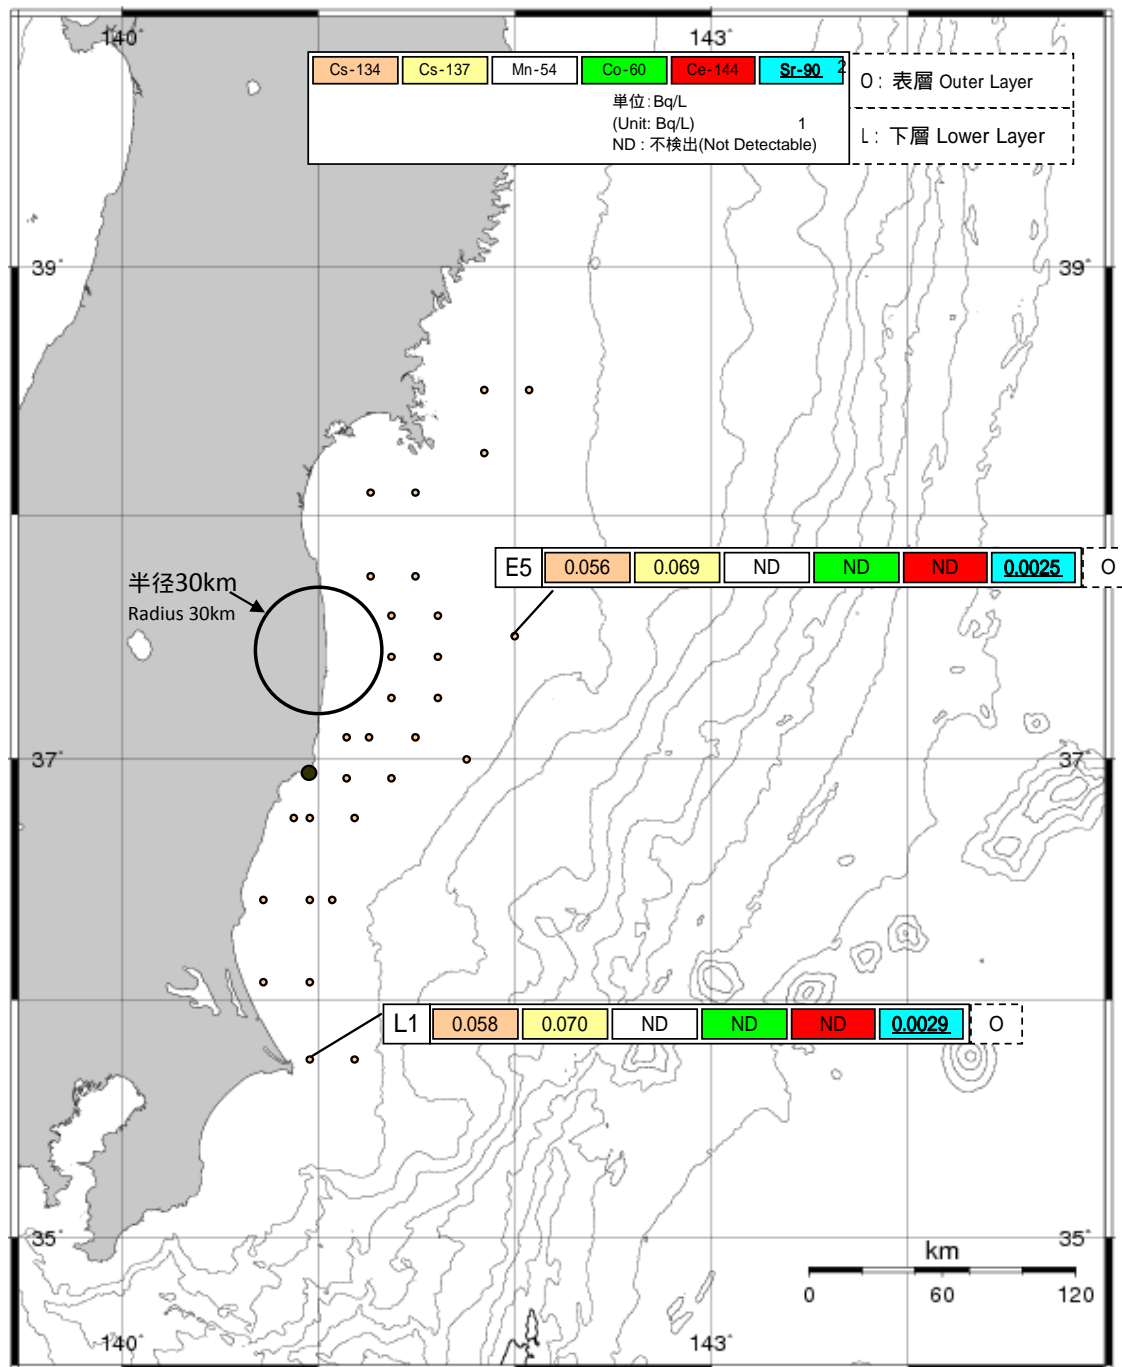 140° 143°
Cs-134 Cs-137 Mn-54 Co-60 Ce-144 Sr-90 2
O: 表層 Outer Layer
単位:Bq/L
(Unit: Bq/L) 1
ND : 不検出(Not Detectable)
L: 下層 Lower Layer
39° 39°
E5 0.056 0.069 ND ND ND 0.0025 O
半径30km
Radius 30km
37° 37°
L1 0.058 0.070 ND ND ND 0.0029 O
35° 35°
km
0 60 120
140° 143°